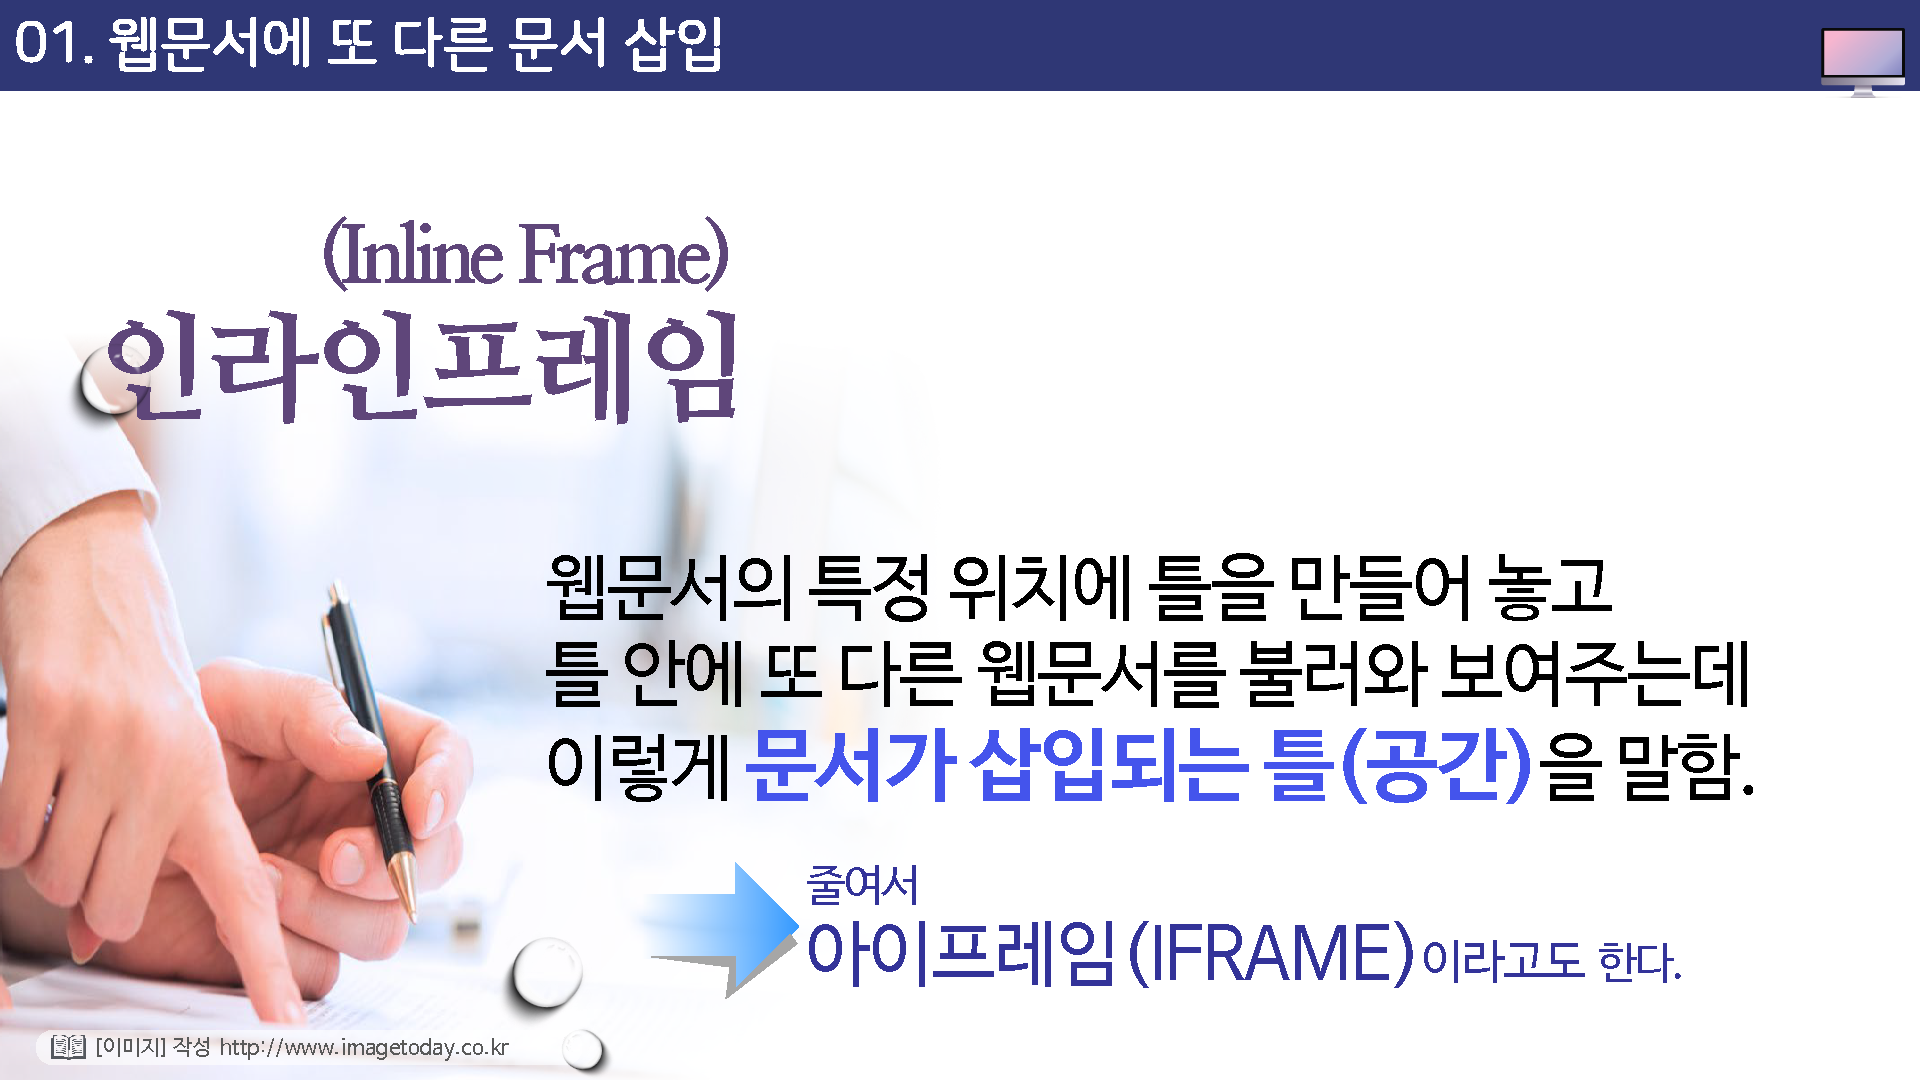 01. 웹문서에 또 다른 문서 삽입
(Inline Frame)
인라인프레임
웹문서의 특정 위치에 틀을 만들어 놓고
틀 안에 또 다른 웹문서를 불러와 보여주는데
이렇게 문서가 삽입되는 틀(공간)을 말함.
줄여서
아이프레임(IFRAME)이라고도 한다.
[이미지] 작성 http://www.imagetoday.co.kr